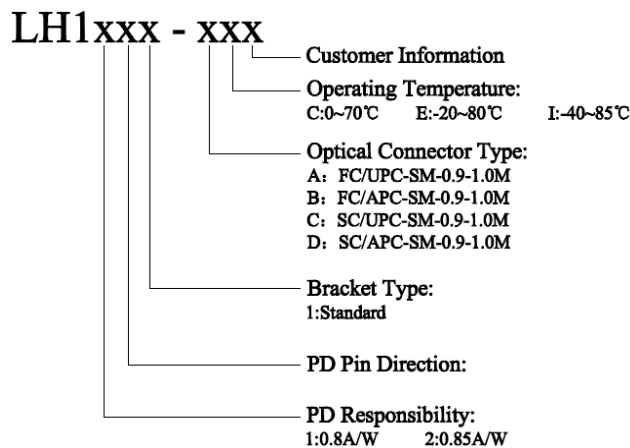 LH1xxx - xxx
Customer Information
Operating Temperature:
C:0~70℃ E:-20~80℃ I:-40~85℃
Optical Connector Type:
A: FC/UPC-SM-0.9-1.0M
B: FC/APC-SM-0.9-1.0M
C: SC/UPC-SM-0.9-1.0M
D: SC/APC-SM-0.9-1.0M
Bracket Type:
1:Standard
PD Pin Direction:
PD Responsibility:
1:0.8A/W 2:0.85A/W